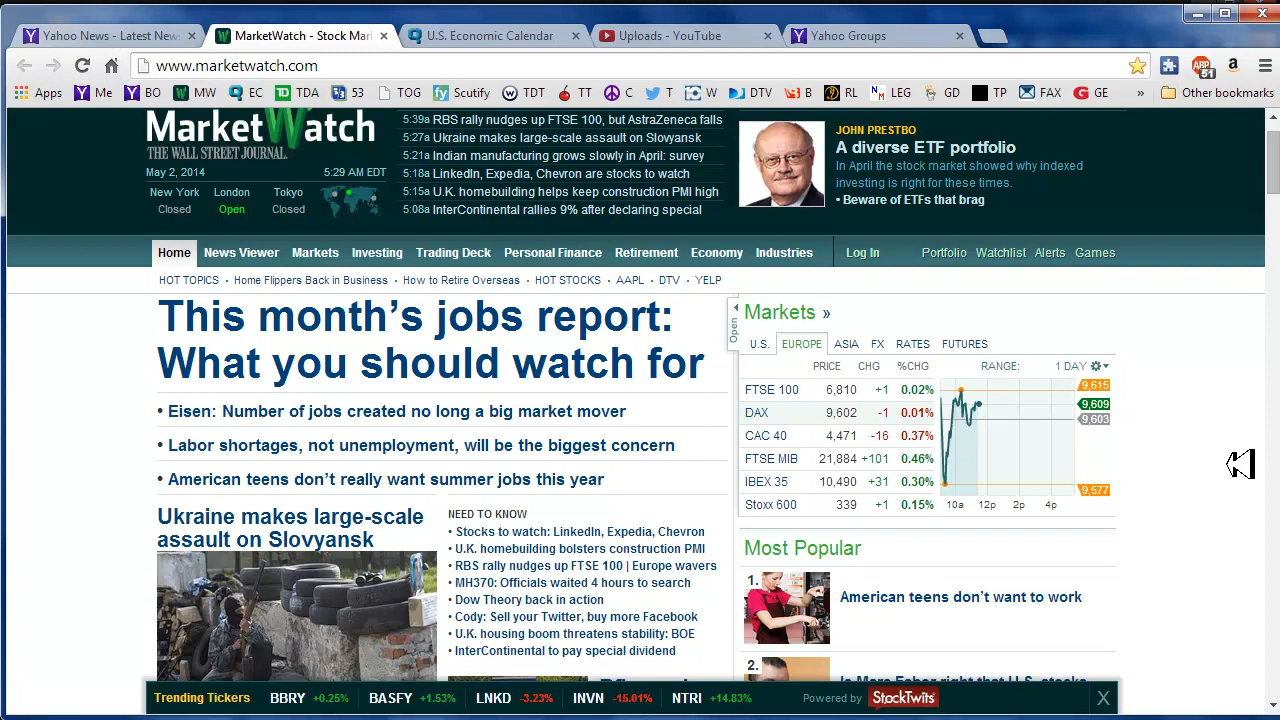 Yahoo News - Latest News
MarketWatch - Stock Mar
U.S. Economic Calendar
Uploads - YouTube
Yahoo Groups
www.marketwatch.com
ABP
51
Apps Me BO MW EC TDA 53 TOG Scottify TDT TT C T W DTV B RL LEG GD TP FAX GE » Other bookmarks
MarketWatch
THE WALL STREET JOURNAL.
May 2, 2014 5:29 AM EDT
New York London Tokyo
Closed Open Closed
5:39a RBS rally nudges up FTSE 100, but AstraZeneca falls
5:27a Ukraine makes large-scale assault on Slovyansk
5:21a Indian manufacturing grows slowly in April: survey
5:18a LinkedIn, Expedia, Chevron are stocks to watch
5:15a U.K. homebuilding helps keep construction PMI high
5:08a InterContinental rallies 9% after declaring special
JOHN PRESTBO
A diverse ETF portfolio
In April the stock market showed why indexed
investing is right for these times.
• Beware of ETFs that brag
Home News Viewer Markets Investing Trading Deck Personal Finance Retirement Economy Industries Log In Portfolio Watchlist Alerts Games
HOT TOPICS • Home Flippers Back in Business • How to Retire Overseas • HOT STOCKS • AAPL • DTV • YELP
This month's jobs report:
What you should watch for
• Eisen: Number of jobs created no long a big market mover
• Labor shortages, not unemployment, will be the biggest concern
• American teens don't really want summer jobs this year
Ukraine makes large-scale
assault on Slovyansk
NEED TO KNOW
• Stocks to watch: LinkedIn, Expedia, Chevron
• U.K. homebuilding bolsters construction PMI
• RBS rally nudges up FTSE 100 | Europe wavers
• MH370: Officials waited 4 hours to search
• Dow Theory back in action
• Cody: Sell your Twitter, buy more Facebook
• U.K. housing boom threatens stability: BOE
• InterContinental to pay special dividend
Open
Markets »
U.S. EUROPE ASIA FX RATES FUTURES
PRICE CHG %CHG RANGE: 1 DAY
FTSE 100 6,810 +1 0.02%
DAX 9,602 -1 0.01%
CAC 40 4,471 -16 0.37%
FTSE MIB 21,884 +101 0.46%
IBEX 35 10,490 +31 0.30%
Stoxx 600 339 +1 0.15%
9,615
9,609
9,603
9,577
10a 12p 2p 4p
Most Popular
1. American teens don't want to work
2.
Trending Tickers BBRY +0.25% BASFY +1.53% LNKD -3.23% INVN -15.01% NTRI +14.83% Powered by StockTwits X